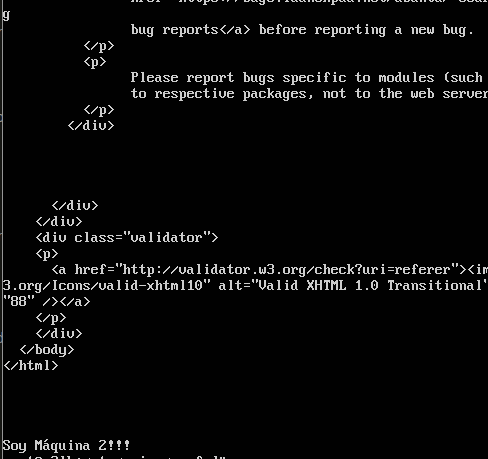 g
bug reports</a> before reporting a new bug.
</p>
<p>
Please report bugs specific to modules (such
to respective packages, not to the web server
</p>
</div>
</div>
</div>
<div class="validator">
<p>
<a href="http://validator.w3.org/check?uri=referer"><im
3.org/Icons/valid-xhtml10" alt="Valid XHTML 1.0 Transitional"
"88" /></a>
</p>
</div>
</body>
</html>
Soy Máquina 2!!!